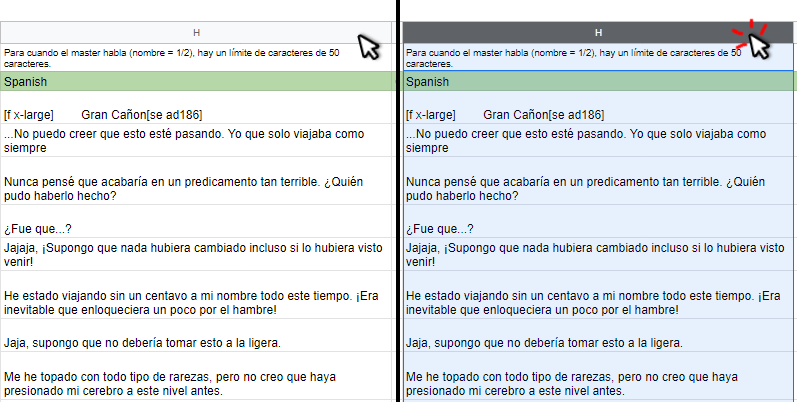 H
Para cuando el master habla (nombre = 1/2), hay un límite de caracteres de 50
caracteres.
Spanish
[f x-large] Gran Cañon[se ad186]
...No puedo creer que esto esté pasando. Yo que solo viajaba como
siempre
Nunca pensé que acabaría en un predicamento tan terrible. ¿Quién
pudo haberlo hecho?
¿Fue que...?
Jajaja, ¡Supongo que nada hubiera cambiado incluso si lo hubiera visto
venir!
He estado viajando sin un centavo a mi nombre todo este tiempo. ¡Era
inevitable que enloqueciera un poco por el hambre!
Jaja, supongo que no debería tomar esto a la ligera.
Me he topado con todo tipo de rarezas, pero no creo que haya
presionado mi cerebro a este nivel antes.
H
Para cuando el master habla (nombre = 1/2), hay un límite de caracteres de 50
caracteres.
Spanish
[f x-large] Gran Cañon[se ad186]
...No puedo creer que esto esté pasando. Yo que solo viajaba como
siempre
Nunca pensé que acabaría en un predicamento tan terrible. ¿Quién
pudo haberlo hecho?
¿Fue que...?
Jajaja, ¡Supongo que nada hubiera cambiado incluso si lo hubiera visto
venir!
He estado viajando sin un centavo a mi nombre todo este tiempo. ¡Era
inevitable que enloqueciera un poco por el hambre!
Jaja, supongo que no debería tomar esto a la ligera.
Me he topado con todo tipo de rarezas, pero no creo que haya
presionado mi cerebro a este nivel antes.